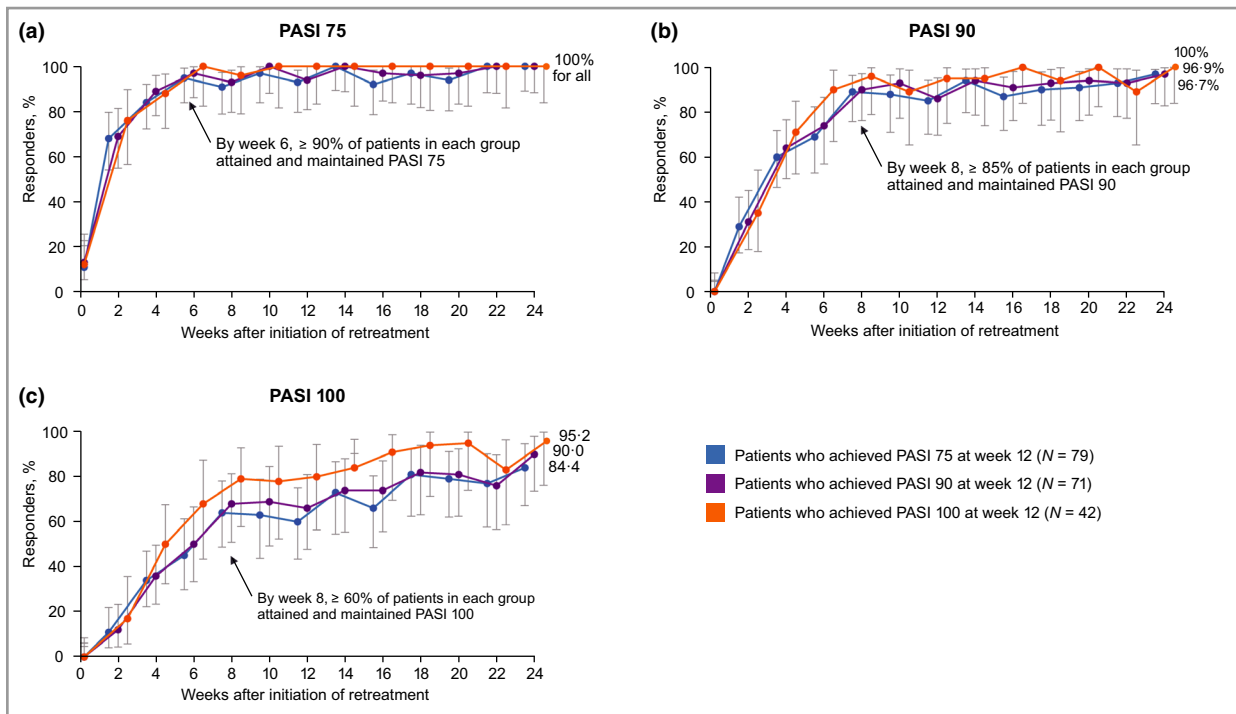 (a)
PASI 75
100
80
60
40
20
0
Responders, %
100%
for all
By week 6, ≥ 90% of patients in each group
attained and maintained PASI 75
0 2 4 6 8 10 12 14 16 18 20 22 24
Weeks after initiation of retreatment
(b)
PASI 90
100
80
60
40
20
0
Responders, %
100%
96·9%
96·7%
By week 8, ≥ 85% of patients in each group
attained and maintained PASI 90
0 2 4 6 8 10 12 14 16 18 20 22 24
Weeks after initiation of retreatment
(c)
PASI 100
100
80
60
40
20
0
Responders, %
95·2
90·0
84·4
By week 8, ≥ 60% of patients in each group
attained and maintained PASI 100
0 2 4 6 8 10 12 14 16 18 20 22 24
Weeks after initiation of retreatment
Patients who achieved PASI 75 at week 12 (N = 79)
Patients who achieved PASI 90 at week 12 (N = 71)
Patients who achieved PASI 100 at week 12 (N = 42)